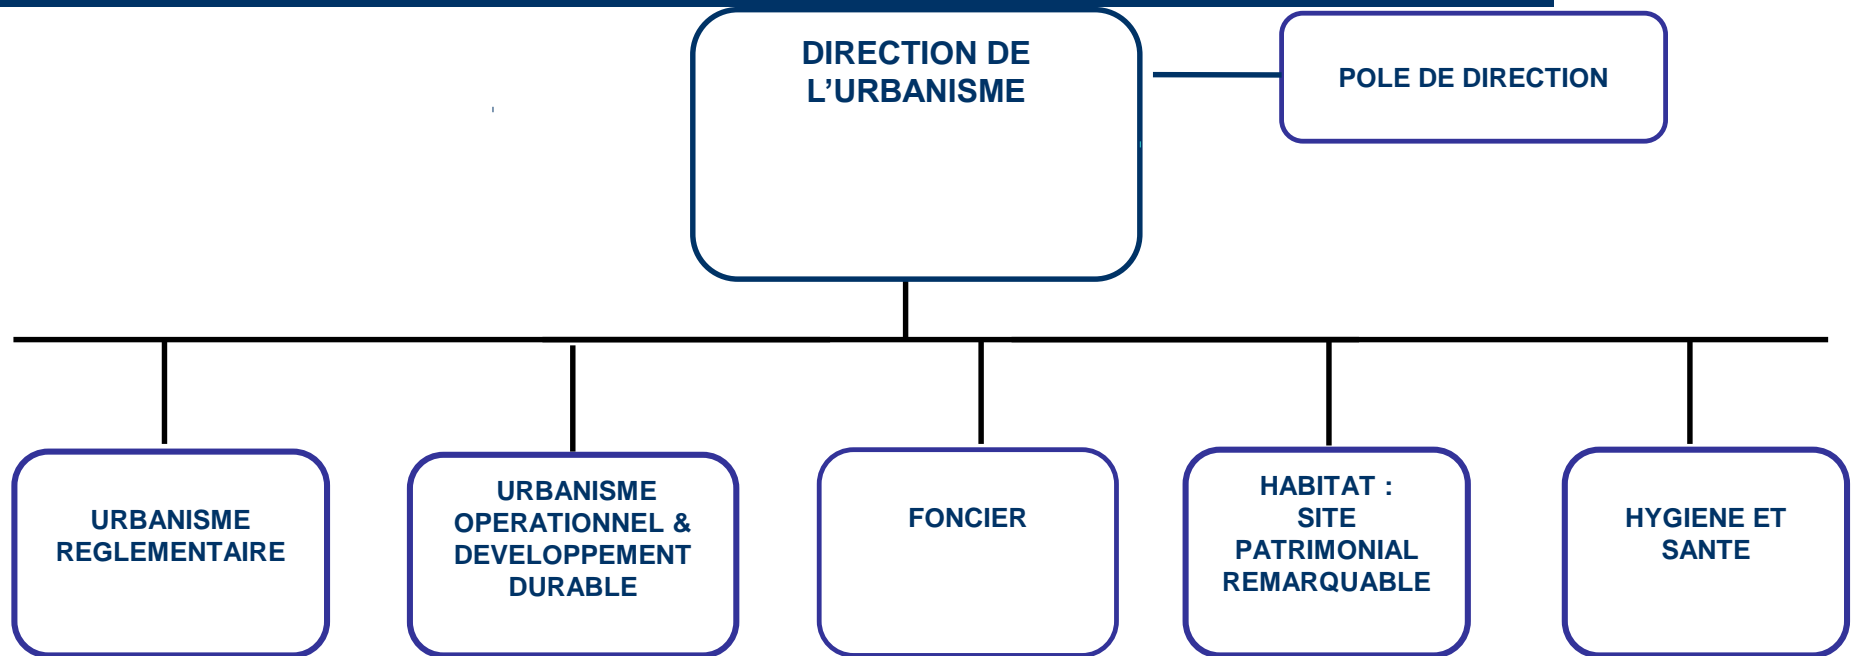 DIRECTION DE
L’URBANISME
POLE DE DIRECTION
URBANISME
REGLEMENTAIRE
URBANISME
OPERATIONNEL &
DEVELOPPEMENT
DURABLE
FONCIER
HABITAT :
SITE
PATRIMONIAL
REMARQUABLE
HYGIENE ET
SANTE